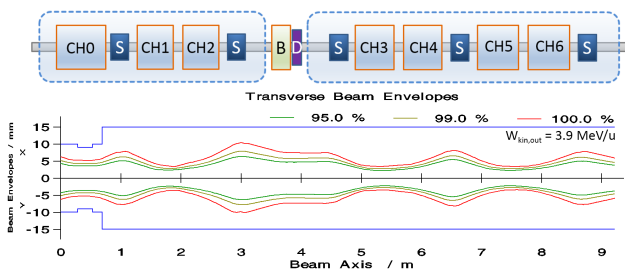 CH0 S CH1 CH2 S B D S CH3 CH4 S CH5 CH6 S
Transverse Beam Envelopes
95.0 % 99.0 % 100.0 %
W kin,out = 3.9 MeV/u
Beam Envelopes / mm
X
Y
15
10
5
0
-5
-10
-15
0 1 2 3 4 5 6 7 8 9
Beam Axis / m